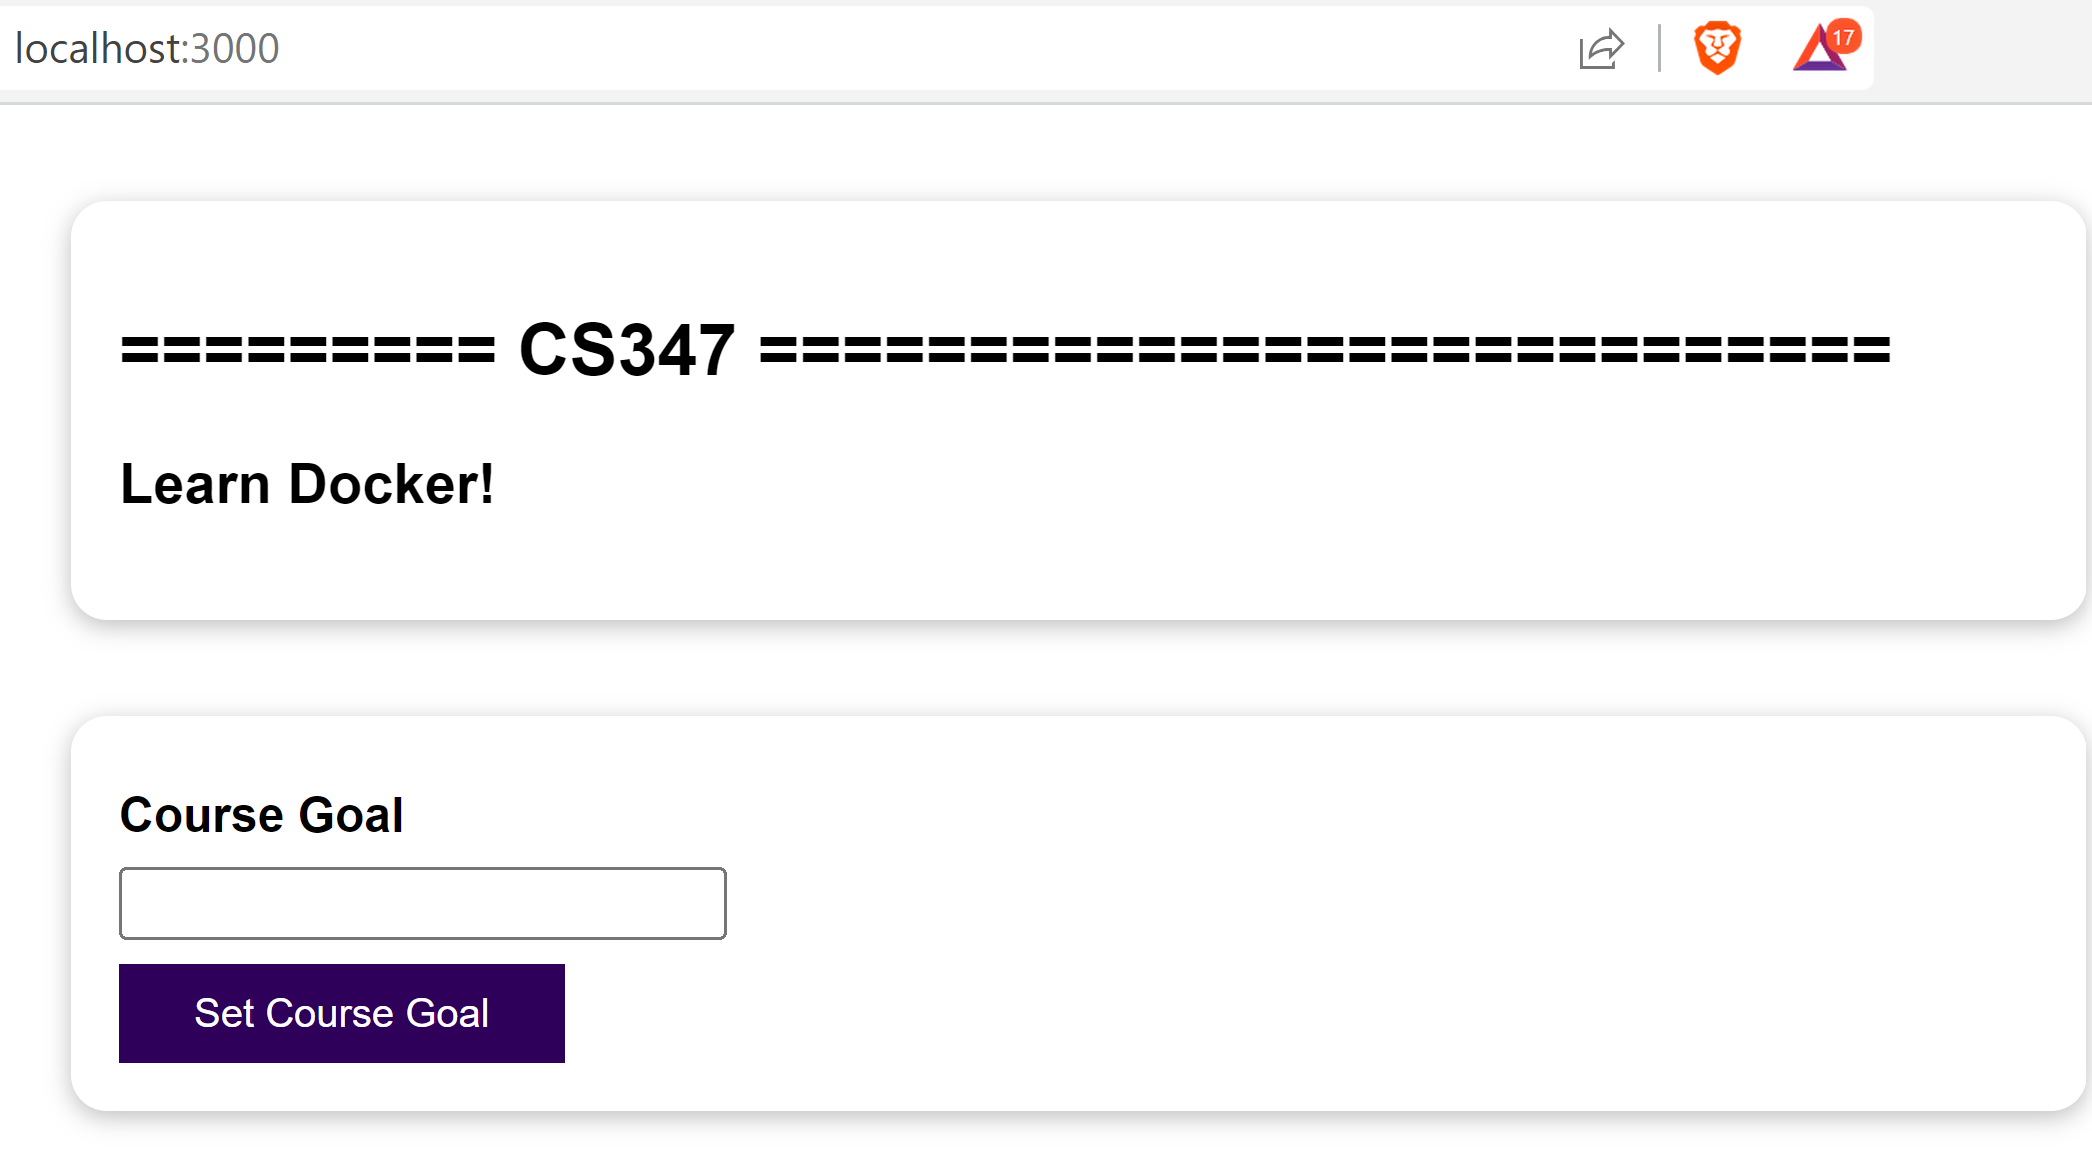 localhost:3000
17
========= CS347 ===========================
Learn Docker!
Course Goal
Set Course Goal